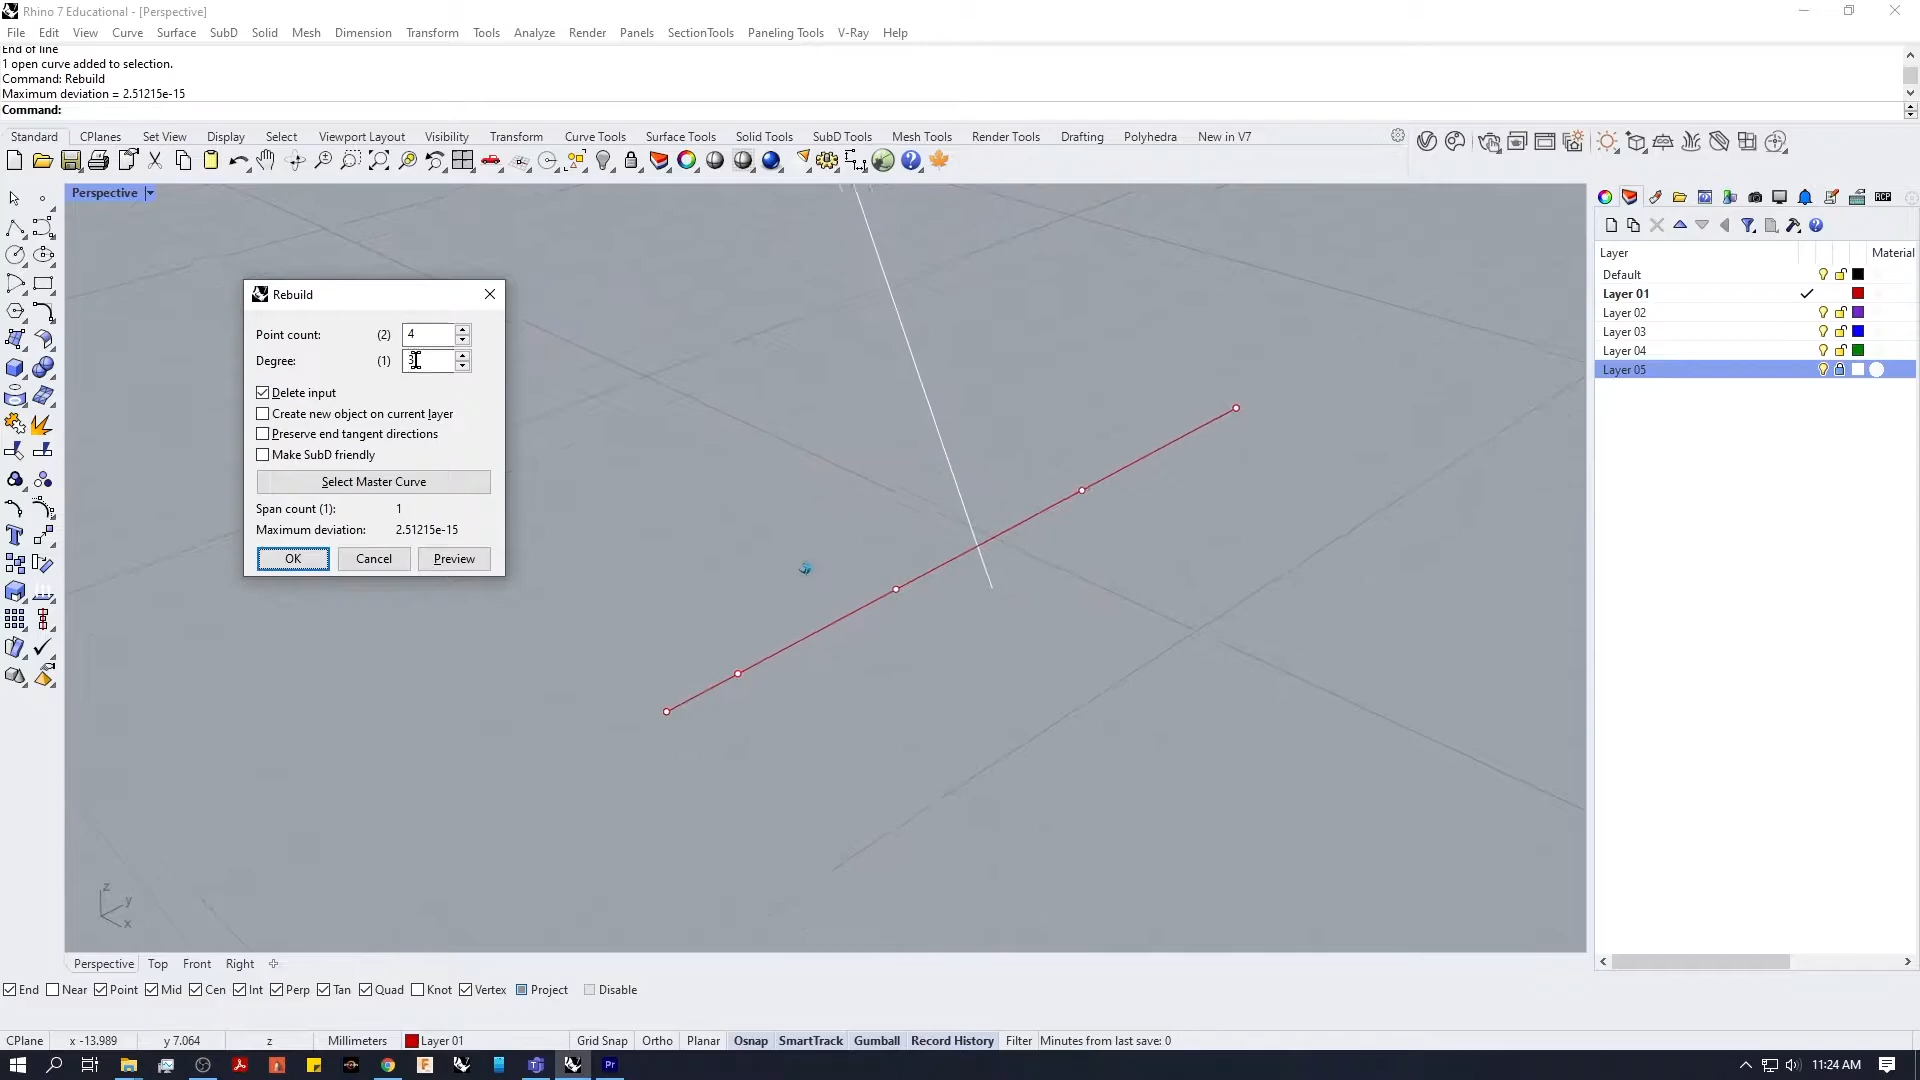 Rhino 7 Educational - [Perspective]
File Edit View Curve Surface SubD Solid Mesh Dimension Transform Tools Analyze Render Panels SectionTools Paneling Tools V-Ray Help
End of line
1 open curve added to selection.
Command: Rebuild
Maximum deviation = 2.51215e-15
Command:
Standard CPlanes Set View Display Select Viewport Layout Visibility Transform Curve Tools Surface Tools Solid Tools SubD Tools Mesh Tools Render Tools Drafting Polyhedra New in V7
Perspective
RCP
Layer Material
Default
Layer 01
Layer 02
Layer 03
Layer 04
Layer 05
Rebuild
Point count: (2) 4
Degree: (1) 3
Delete input
Create new object on current layer
Preserve end tangent directions
Make SubD friendly
Select Master Curve
Span count (1): 1
Maximum deviation: 2.51215e-15
OK Cancel Preview
z
y
x
Perspective Top Front Right
End Near Point Mid Cen Int Perp Tan Quad Knot Vertex Project Disable
CPlane x -13.989 y 7.064 z Millimeters Layer 01 Grid Snap Ortho Planar Osnap SmartTrack Gumball Record History Filter Minutes from last save: 0
Pr
11:24 AM